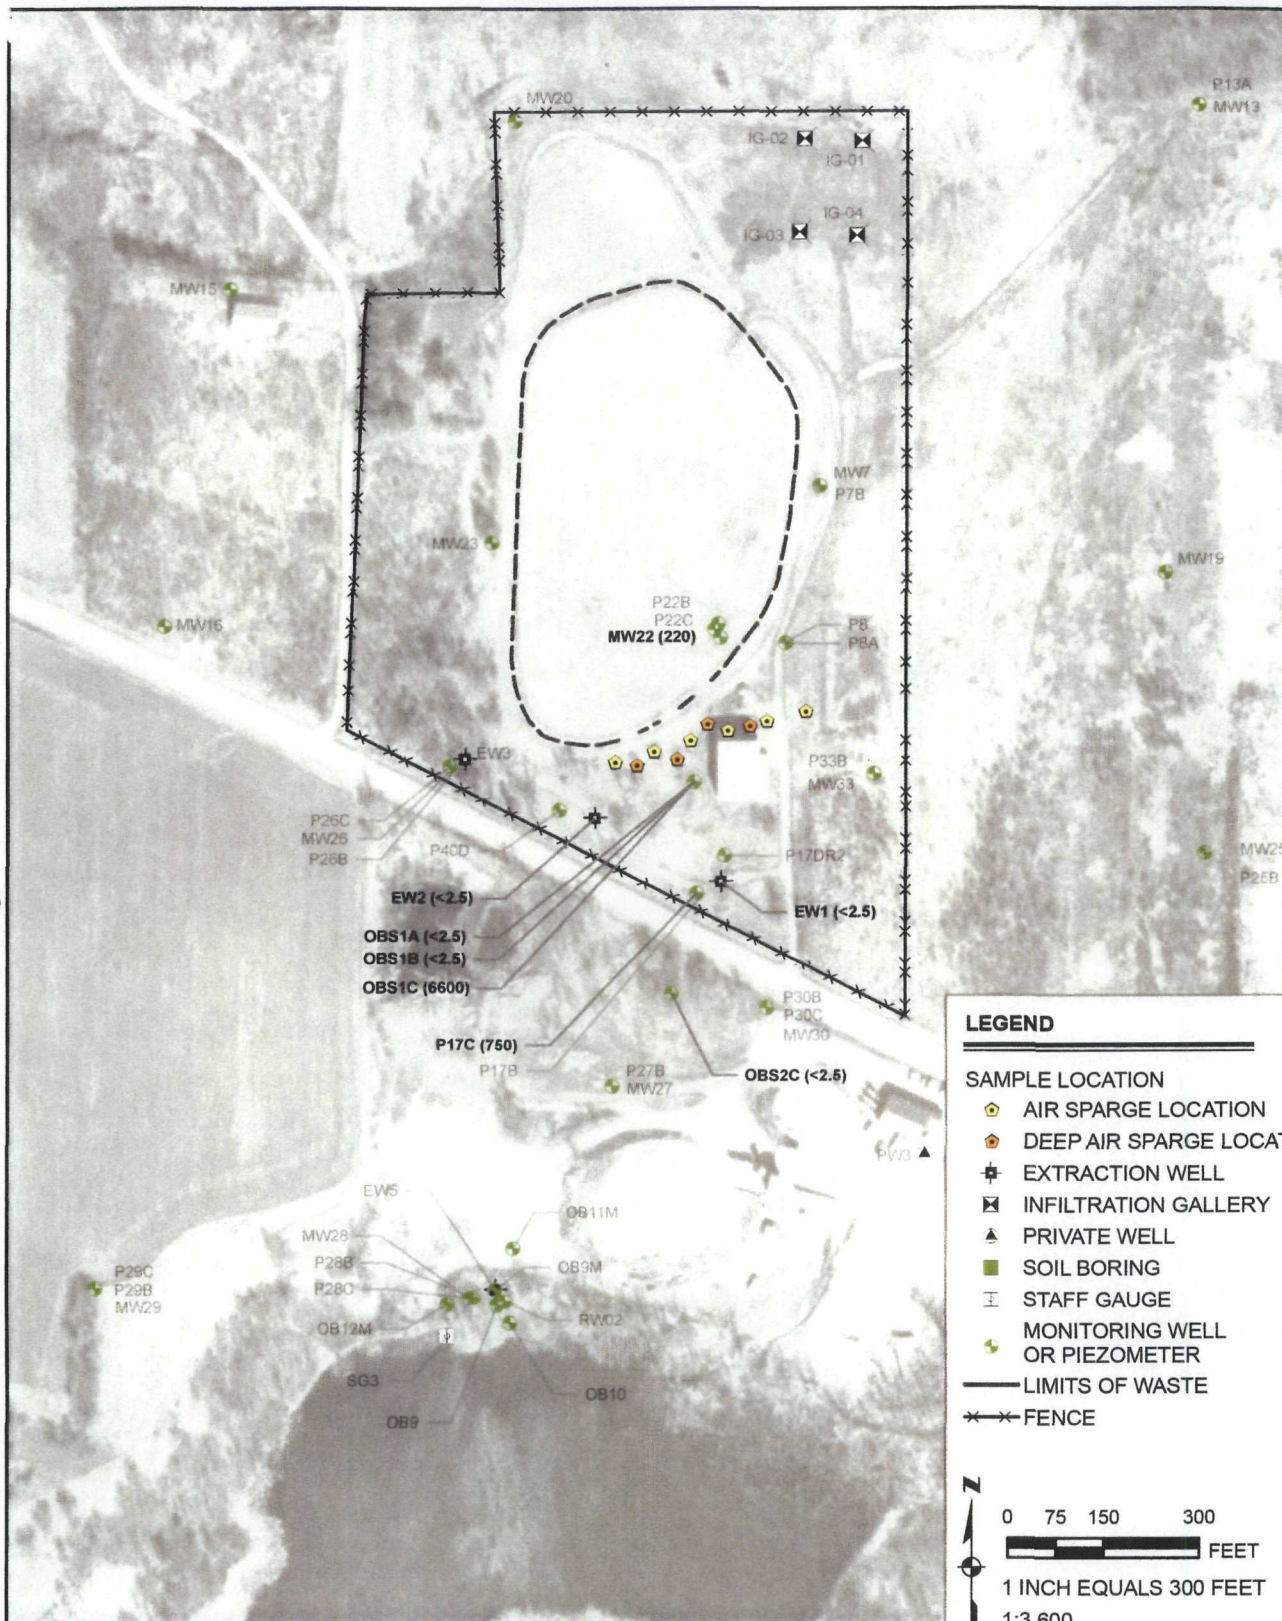 MW20
P13A
MW13
IG-02
IG-01
IG-04
IG-03
MW15
MW7
P7B
MW23
MW19
P22B
P22C
MW22 (220)
P8
P8A
MW16
EW3
P33B
MW33
P26C
MW26
P26B
P40D
P17DR2
MW25
P25B
EW2 (<2.5)
EW1 (<2.5)
OBS1A (<2.5)
OBS1B (<2.5)
OBS1C (6600)
P30B
P30C
MW30
P17C (750)
P17B
P27B
MW27
OBS2C (<2.5)
PW3
EW5
OB11M
MW28
P28B
OB9M
P28C
P29C
P29B
MW29
OB12M
RW02
SG3
OB10
OB9
LEGEND
SAMPLE LOCATION
AIR SPARGE LOCATION
DEEP AIR SPARGE LOCAT
EXTRACTION WELL
INFILTRATION GALLERY
PRIVATE WELL
SOIL BORING
STAFF GAUGE
MONITORING WELL
OR PIEZOMETER
LIMITS OF WASTE
FENCE
N
0 75 150 300
FEET
1 INCH EQUALS 300 FEET
1:3,600